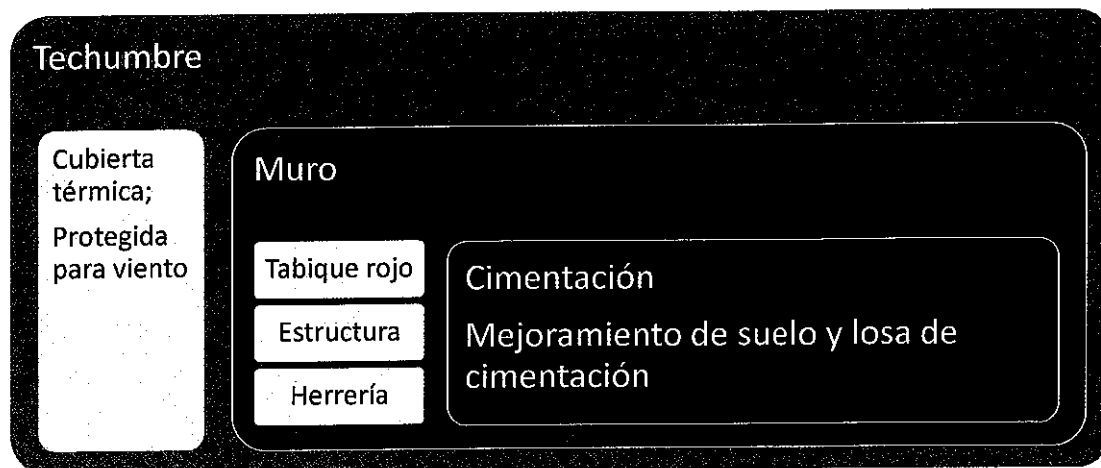 Techumbre
Cubierta
térmica;
Protegida
para viento
Muro
Tabique rojo
Estructura
Herrería
Cimentación
Mejoramiento de suelo y losa de
cimentación